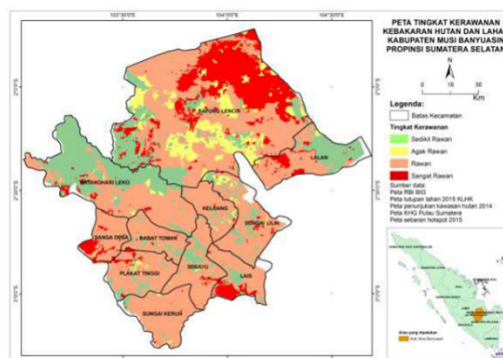 PETA TINGKAT KERAWANAN
KEBAKARAN HUTAN DAN LAHAN
KABUPATEN MUSI BANYUASIN
PROPINSI SUMATERA SELATAN
N
Km
Legenda:
Batas Kecamatan
Tingkat Kerawanan
Sedikit Rawan
Agak Rawan
Rawan
Sangat Rawan
Sumber data:
Peta RBI BIG
Peta tutupan lahan 2015 KLHK
Peta penunjukan kawasan hutan 2014
Peta KHG Pulau Sumatera
Peta sebaran hotspot 2015
BAYUNG LENCIR
LALAN
BATANGHARI LEKO
KELUANG
SUNGAI LILIN
SANGA DESA
BABAT TOMAN
SEKAYU
PLAKAT TINGGI
LAIS
SUNGAI KERUH